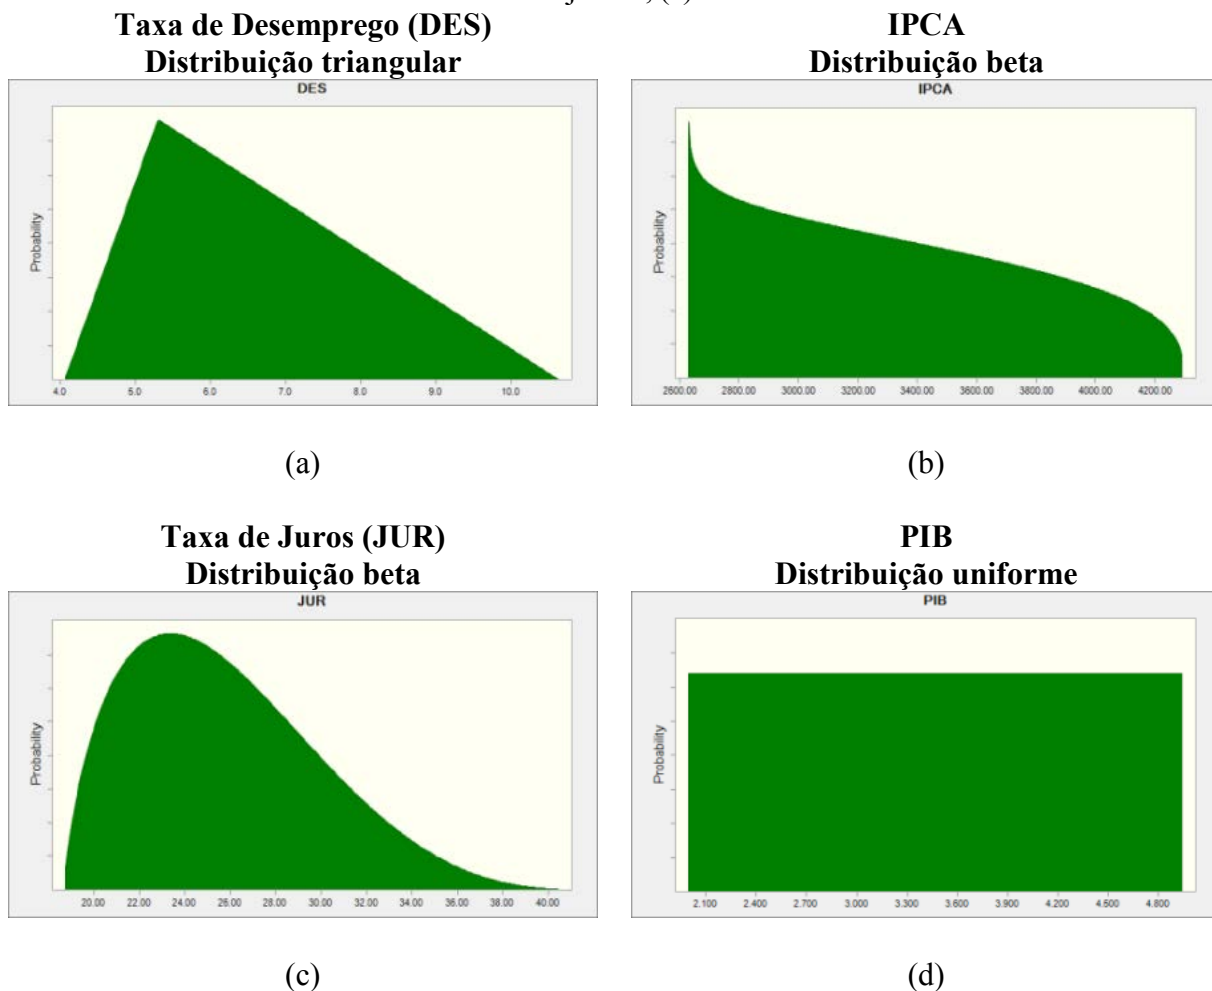 Taxa de Desemprego (DES)
Distribuição triangular
IPCA
Distribuição beta
DES
Probability
4.0 5.0 6.0 7.0 8.0 9.0 10.0
IPCA
Probability
2600.00 2800.00 3000.00 3200.00 3400.00 3600.00 3800.00 4000.00 4200.00
(a)
(b)
Taxa de Juros (JUR)
Distribuição beta
PIB
Distribuição uniforme
JUR
Probability
20.00 22.00 24.00 26.00 28.00 30.00 32.00 34.00 36.00 38.00 40.00
PIB
Probability
2.100 2.400 2.700 3.000 3.300 3.600 3.900 4.200 4.500 4.800
(c)
(d)